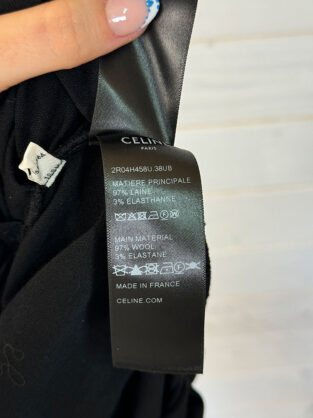 CELINE
PARIS
2R04H458U.38UB
MATIÈRE PRINCIPALE
97% LAINE
3% ELASTHANNE
MAIN MATERIAL
97% WOOL
3% ELASTANE
MADE IN FRANCE
CELINE.COM